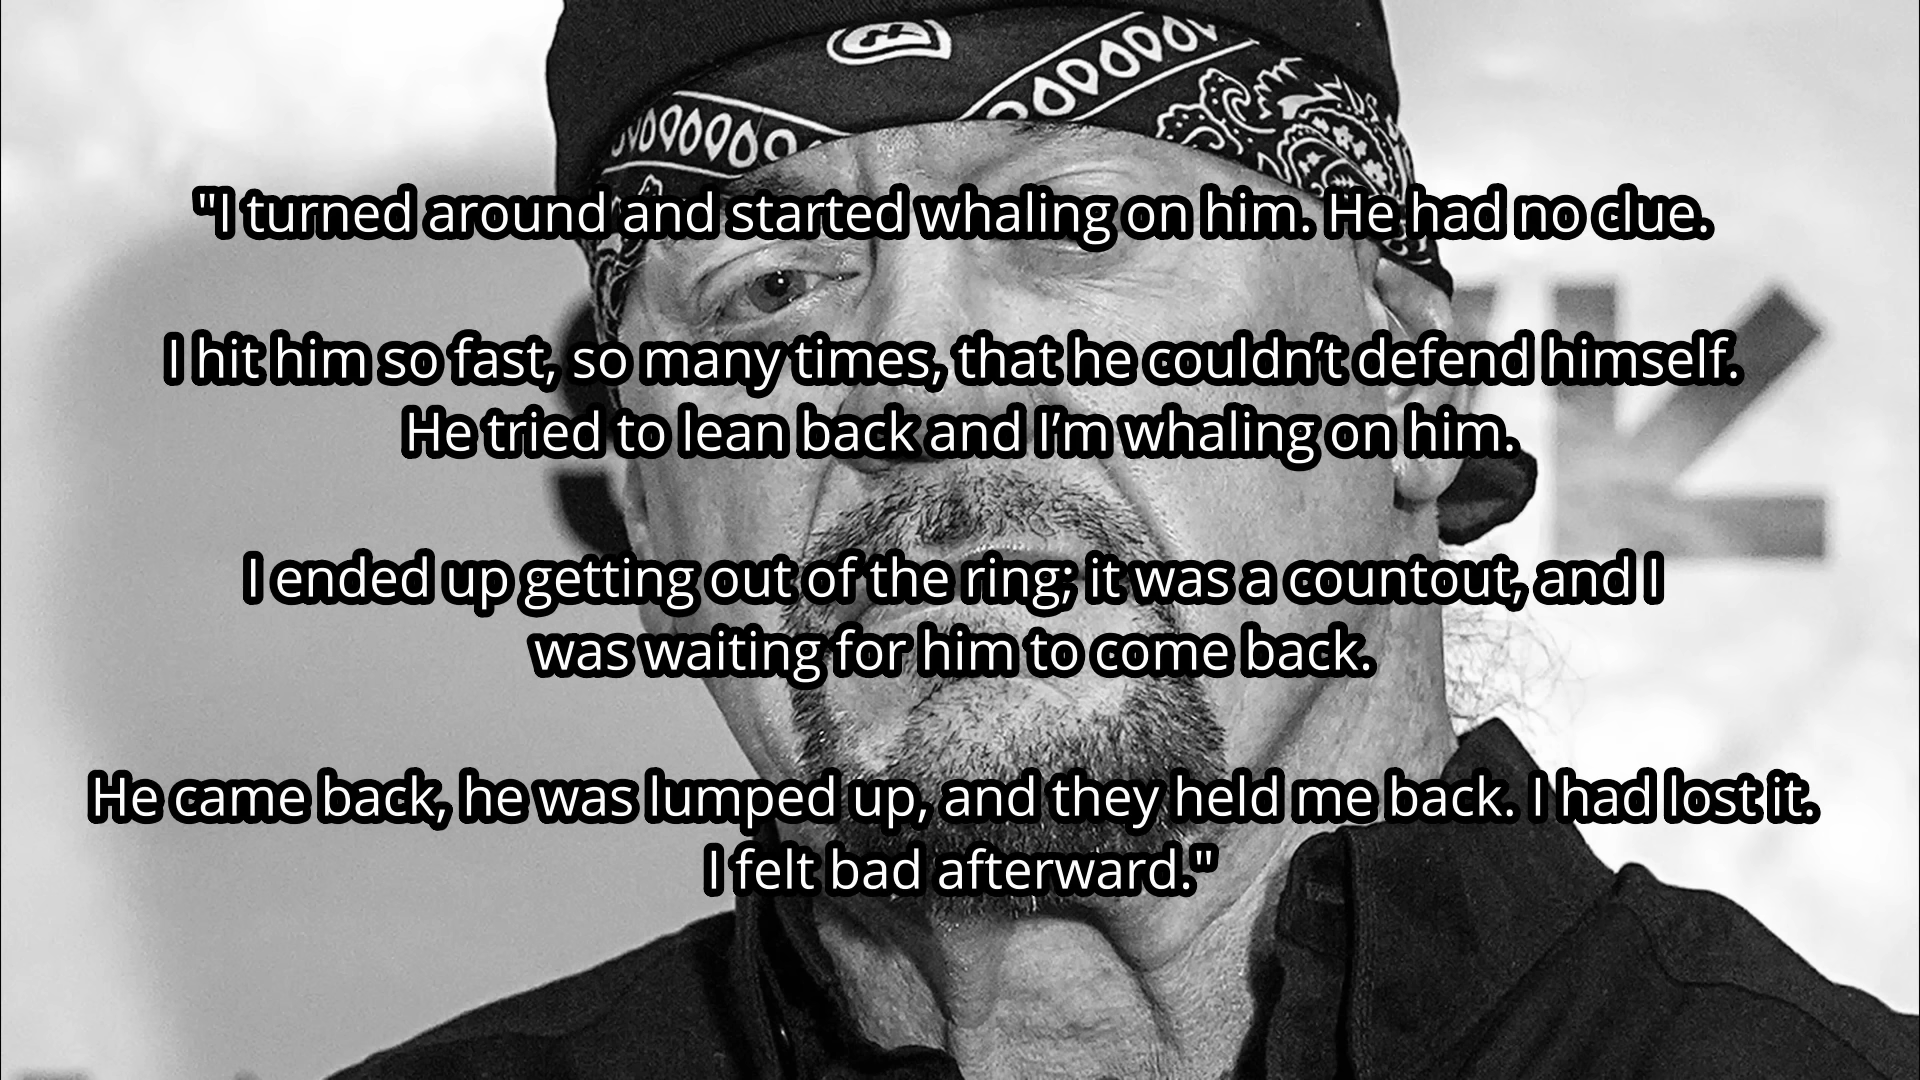 "I turned around and started whaling on him. He had no clue.
I hit him so fast, so many times, that he couldn’t defend himself.
He tried to lean back and I’m whaling on him.
I ended up getting out of the ring; it was a countout, and I
was waiting for him to come back.
He came back, he was lumped up, and they held me back. I had lost it.
I felt bad afterward."